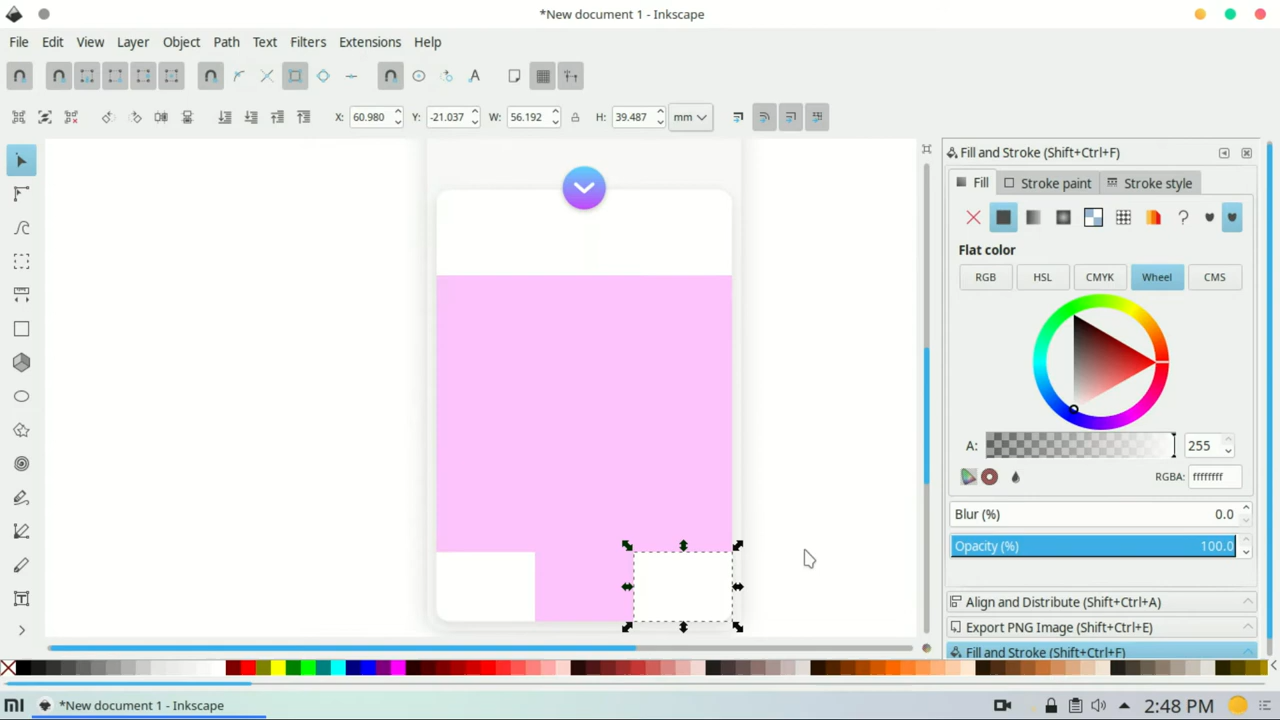 *New document 1 - Inkscape
File Edit View Layer Object Path Text Filters Extensions Help
X: 60.980 Y: -21.037 W: 56.192 H: 39.487 mm
Fill and Stroke (Shift+Ctrl+F)
Fill Stroke paint Stroke style
Flat color
RGB HSL CMYK Wheel CMS
A: 255
RGBA: ffffffff
Blur (%) 0.0
Opacity (%) 100.0
Align and Distribute (Shift+Ctrl+A)
Export PNG Image (Shift+Ctrl+E)
Fill and Stroke (Shift+Ctrl+F)
*New document 1 - Inkscape 2:48 PM